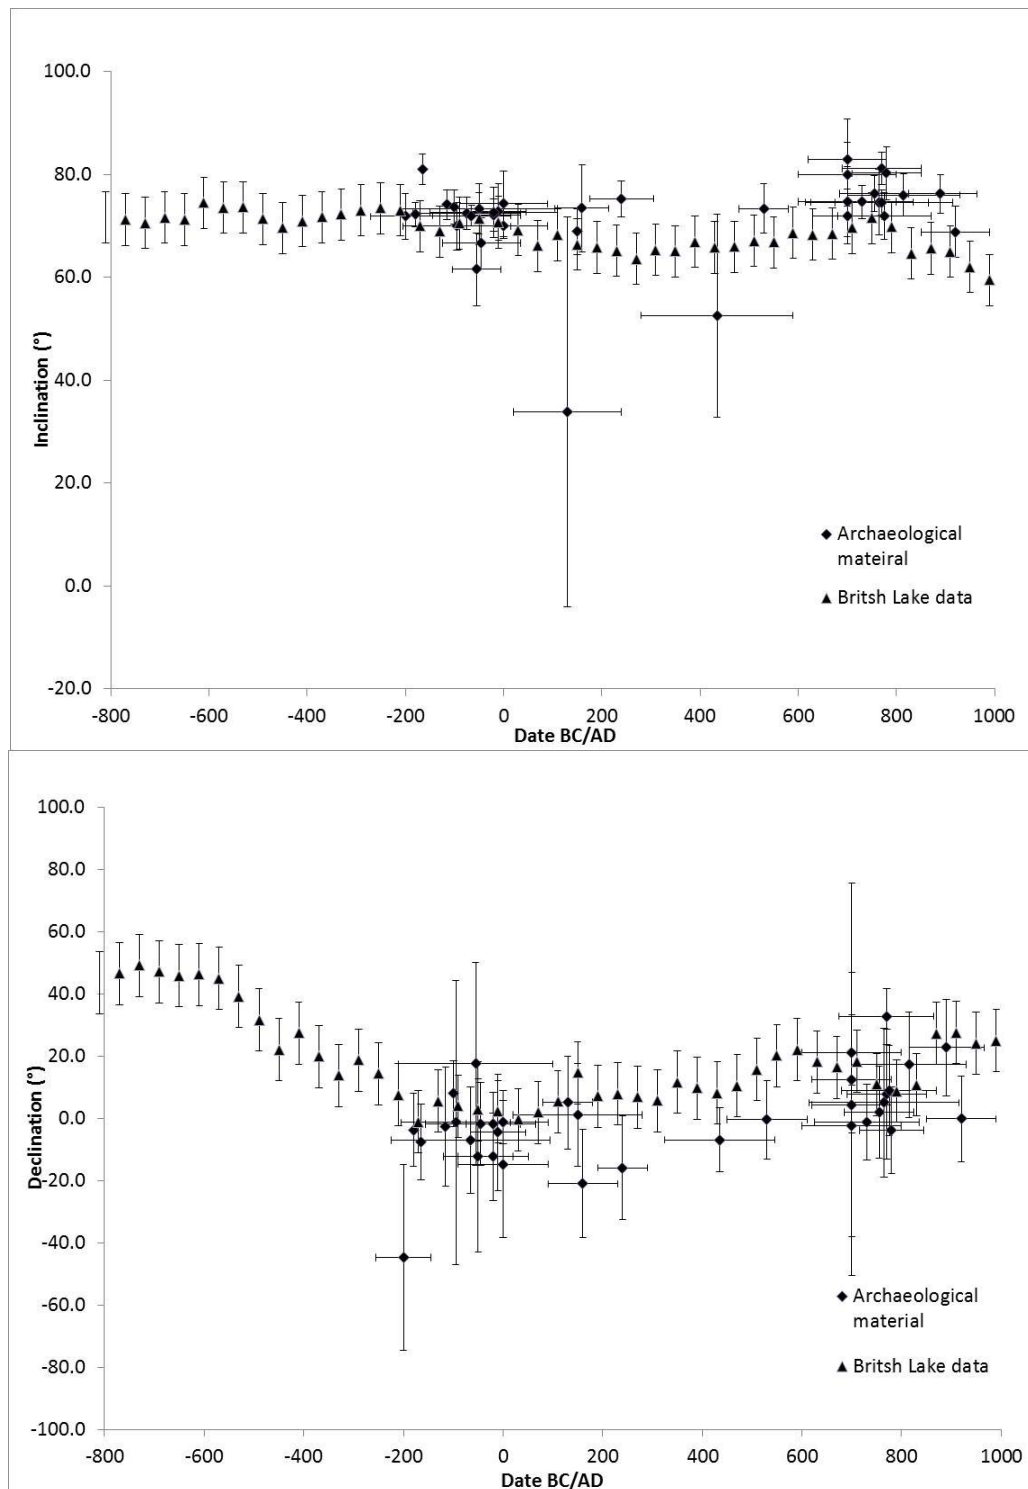 100.0
80.0
60.0
40.0
20.0
0.0
-20.0
Inclination (°)
Archaeological
mateiral
Britsh Lake data
-800 -600 -400 -200 0 200 400 600 800 1000
Date BC/AD
100.0
80.0
60.0
40.0
20.0
0.0
-20.0
-40.0
-60.0
-80.0
-100.0
Declination (°)
Archaeological
material
Britsh Lake data
-800 -600 -400 -200 0 200 400 600 800 1000
Date BC/AD